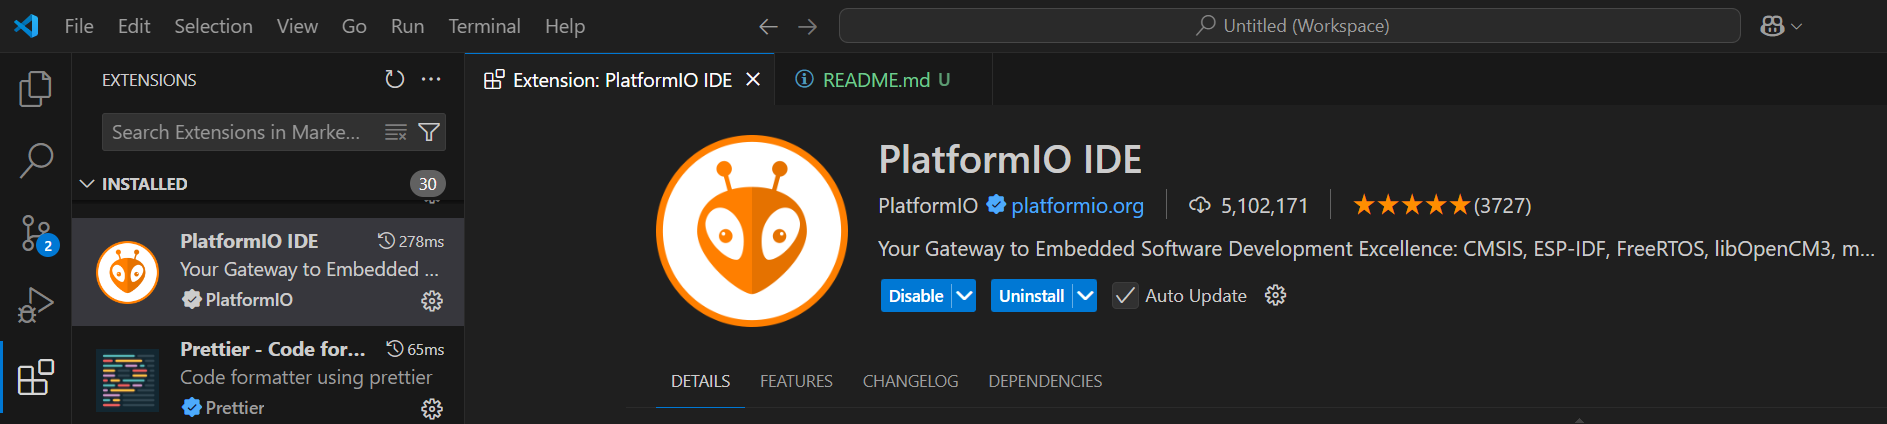 File Edit Selection View Go Run Terminal Help
Untitled (Workspace)
EXTENSIONS
Search Extensions in Marke...
INSTALLED 30
2
PlatformIO IDE 278ms
Your Gateway to Embedded ...
PlatformIO
Prettier - Code for... 65ms
Code formatter using prettier
Prettier
Extension: PlatformIO IDE
README.md U
PlatformIO IDE
PlatformIO platformio.org 5,102,171 (3727)
Your Gateway to Embedded Software Development Excellence: CMSIS, ESP-IDF, FreeRTOS, libOpenCM3, m...
Disable Uninstall Auto Update
DETAILS FEATURES CHANGELOG DEPENDENCIES